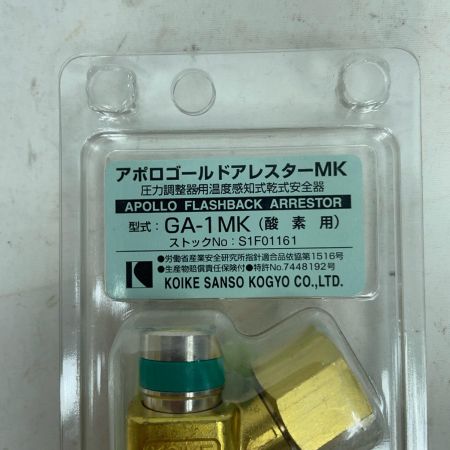 アポロゴールドアレスターMK
圧力調整器用温度感知式乾式安全器
APOLLO FLASHBACK ARRESTOR
型式: GA-1MK (酸素用)
ストックNo: S1F01161
●労働省産業安全研究所指針適合品依協第1516号
●生産物賠償責任保険付●特許No.7448192号
KOIKE SANSO KOGYO CO.,LTD.